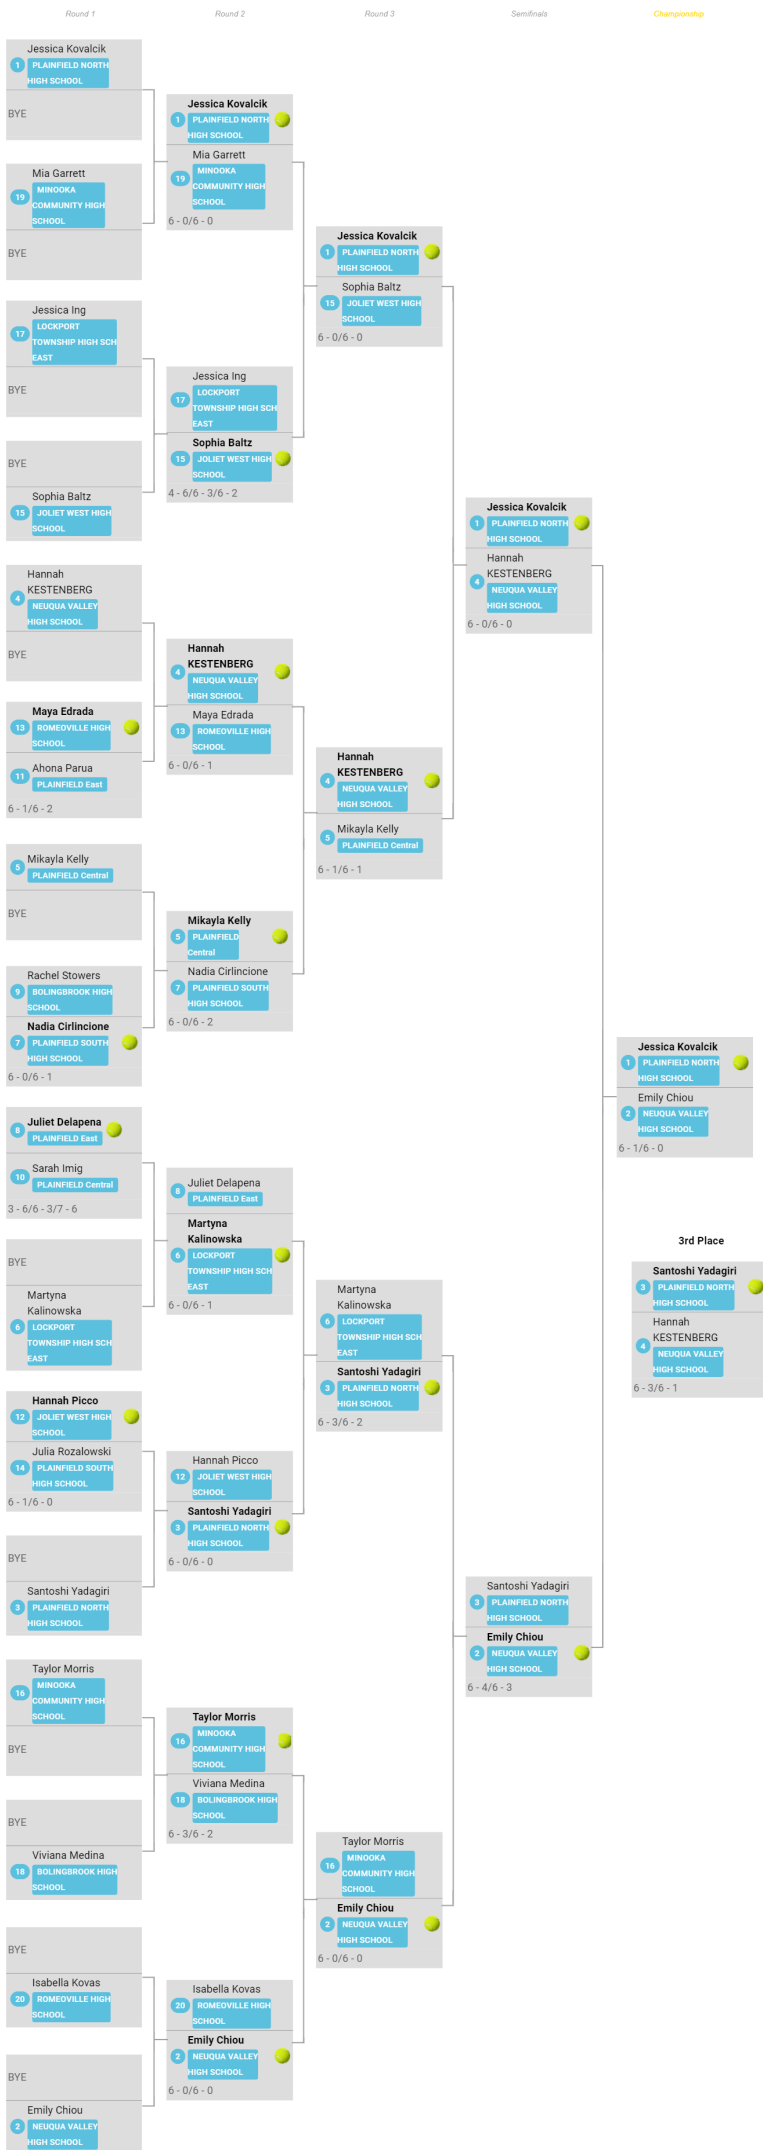 Round 1
Round 2
Round 3
Semifinals
Championship
Jessica Kovalcik
1 PLAINFIELD NORTH
HIGH SCHOOL
BYE
Mia Garrett
19 MINOOKA
COMMUNITY HIGH
SCHOOL
BYE
Jessica Ing
17 LOCKPORT
TOWNSHIP HIGH SCH
EAST
BYE
BYE
Sophia Baltz
15 JOLIET WEST HIGH
SCHOOL
Hannah
KESTENBERG
4 NEUQUA VALLEY
HIGH SCHOOL
BYE
Maya Edrada
13 ROMEOVILLE HIGH
SCHOOL
Ahona Parua
11 PLAINFIELD East
6 - 1/6 - 2
Mikayla Kelly
5 PLAINFIELD Central
BYE
Rachel Stowers
9 BOLINGBROOK HIGH
SCHOOL
Nadia Cirlincione
7 PLAINFIELD SOUTH
HIGH SCHOOL
6 - 0/6 - 1
Juliet Delapena
8 PLAINFIELD East
Sarah Imig
10 PLAINFIELD Central
3 - 6/6 - 3/7 - 6
BYE
Martyna
Kalinowska
6 LOCKPORT
TOWNSHIP HIGH SCH
EAST
Hannah Picco
12 JOLIET WEST HIGH
SCHOOL
Julia Rozalowski
14 PLAINFIELD SOUTH
HIGH SCHOOL
6 - 1/6 - 0
BYE
Santoshi Yadagiri
3 PLAINFIELD NORTH
HIGH SCHOOL
Taylor Morris
16 MINOOKA
COMMUNITY HIGH
SCHOOL
BYE
BYE
Viviana Medina
18 BOLINGBROOK HIGH
SCHOOL
BYE
Isabella Kovas
20 ROMEOVILLE HIGH
SCHOOL
BYE
Emily Chiou
2 NEUQUA VALLEY
HIGH SCHOOL
Jessica Kovalcik
1 PLAINFIELD NORTH
HIGH SCHOOL
Mia Garrett
19 MINOOKA
COMMUNITY HIGH
SCHOOL
6 - 0/6 - 0
Jessica Ing
17 LOCKPORT
TOWNSHIP HIGH SCH
EAST
Sophia Baltz
15 JOLIET WEST HIGH
SCHOOL
4 - 6/6 - 3/6 - 2
Hannah
KESTENBERG
4 NEUQUA VALLEY
HIGH SCHOOL
Maya Edrada
13 ROMEOVILLE HIGH
SCHOOL
6 - 0/6 - 1
Mikayla Kelly
5 PLAINFIELD
Central
Nadia Cirlincione
7 PLAINFIELD SOUTH
HIGH SCHOOL
6 - 0/6 - 2
Juliet Delapena
8 PLAINFIELD East
Martyna
Kalinowska
6 LOCKPORT
TOWNSHIP HIGH SCH
EAST
6 - 0/6 - 1
Hannah Picco
12 JOLIET WEST HIGH
SCHOOL
Santoshi Yadagiri
3 PLAINFIELD NORTH
HIGH SCHOOL
6 - 0/6 - 0
Taylor Morris
16 MINOOKA
COMMUNITY HIGH
SCHOOL
Viviana Medina
18 BOLINGBROOK HIGH
SCHOOL
6 - 3/6 - 2
Isabella Kovas
20 ROMEOVILLE HIGH
SCHOOL
Emily Chiou
2 NEUQUA VALLEY
HIGH SCHOOL
6 - 0/6 - 0
Jessica Kovalcik
1 PLAINFIELD NORTH
HIGH SCHOOL
Sophia Baltz
15 JOLIET WEST HIGH
SCHOOL
6 - 0/6 - 0
Hannah
KESTENBERG
4 NEUQUA VALLEY
HIGH SCHOOL
Mikayla Kelly
5 PLAINFIELD Central
6 - 1/6 - 1
Martyna
Kalinowska
6 LOCKPORT
TOWNSHIP HIGH SCH
EAST
Santoshi Yadagiri
3 PLAINFIELD NORTH
HIGH SCHOOL
6 - 3/6 - 2
Taylor Morris
16 MINOOKA
COMMUNITY HIGH
SCHOOL
Emily Chiou
2 NEUQUA VALLEY
HIGH SCHOOL
6 - 0/6 - 0
Jessica Kovalcik
1 PLAINFIELD NORTH
HIGH SCHOOL
Hannah
KESTENBERG
4 NEUQUA VALLEY
HIGH SCHOOL
6 - 0/6 - 0
Santoshi Yadagiri
3 PLAINFIELD NORTH
HIGH SCHOOL
Emily Chiou
2 NEUQUA VALLEY
HIGH SCHOOL
6 - 4/6 - 3
Jessica Kovalcik
1 PLAINFIELD NORTH
HIGH SCHOOL
Emily Chiou
2 NEUQUA VALLEY
HIGH SCHOOL
6 - 1/6 - 0
3rd Place
Santoshi Yadagiri
3 PLAINFIELD NORTH
HIGH SCHOOL
Hannah
KESTENBERG
4 NEUQUA VALLEY
HIGH SCHOOL
6 - 3/6 - 1